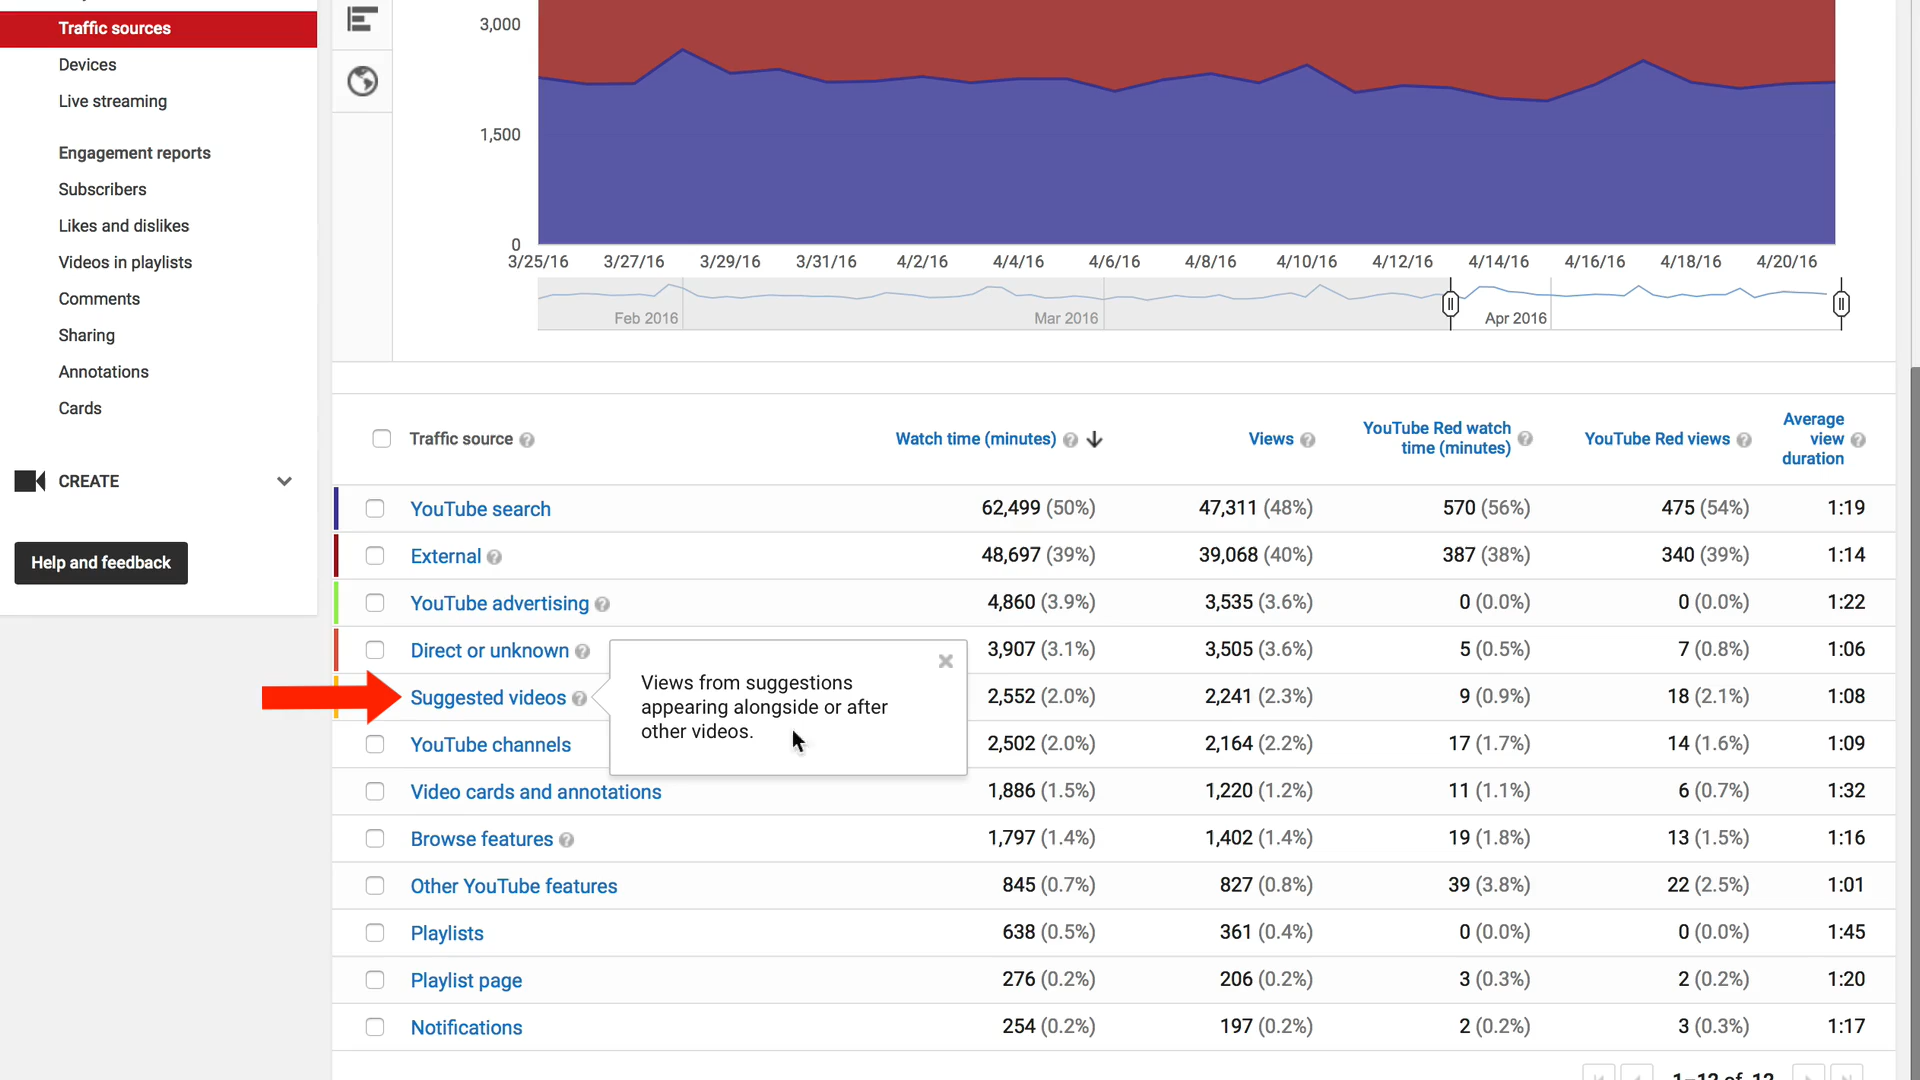 Traffic sources
Devices
Live streaming
Engagement reports
Subscribers
Likes and dislikes
Videos in playlists
Comments
Sharing
Annotations
Cards
CREATE
Help and feedback
3,000
1,500
0
3/25/16 3/27/16 3/29/16 3/31/16 4/2/16 4/4/16 4/6/16 4/8/16 4/10/16 4/12/16 4/14/16 4/16/16 4/18/16 4/20/16
Feb 2016 Mar 2016 Apr 2016
Traffic source ? Watch time (minutes) ? Views ? YouTube Red watch time (minutes) ? YouTube Red views ? Average view duration ?
YouTube search 62,499 (50%) 47,311 (48%) 570 (56%) 475 (54%) 1:19
External ? 48,697 (39%) 39,068 (40%) 387 (38%) 340 (39%) 1:14
YouTube advertising ? 4,860 (3.9%) 3,535 (3.6%) 0 (0.0%) 0 (0.0%) 1:22
Direct or unknown ? 3,907 (3.1%) 3,505 (3.6%) 5 (0.5%) 7 (0.8%) 1:06
Suggested videos ? 2,552 (2.0%) 2,241 (2.3%) 9 (0.9%) 18 (2.1%) 1:08
Views from suggestions
appearing alongside or after
other videos.
YouTube channels 2,502 (2.0%) 2,164 (2.2%) 17 (1.7%) 14 (1.6%) 1:09
Video cards and annotations 1,886 (1.5%) 1,220 (1.2%) 11 (1.1%) 6 (0.7%) 1:32
Browse features ? 1,797 (1.4%) 1,402 (1.4%) 19 (1.8%) 13 (1.5%) 1:16
Other YouTube features 845 (0.7%) 827 (0.8%) 39 (3.8%) 22 (2.5%) 1:01
Playlists 638 (0.5%) 361 (0.4%) 0 (0.0%) 0 (0.0%) 1:45
Playlist page 276 (0.2%) 206 (0.2%) 3 (0.3%) 2 (0.2%) 1:20
Notifications 254 (0.2%) 197 (0.2%) 2 (0.2%) 3 (0.3%) 1:17
1–12 of 12